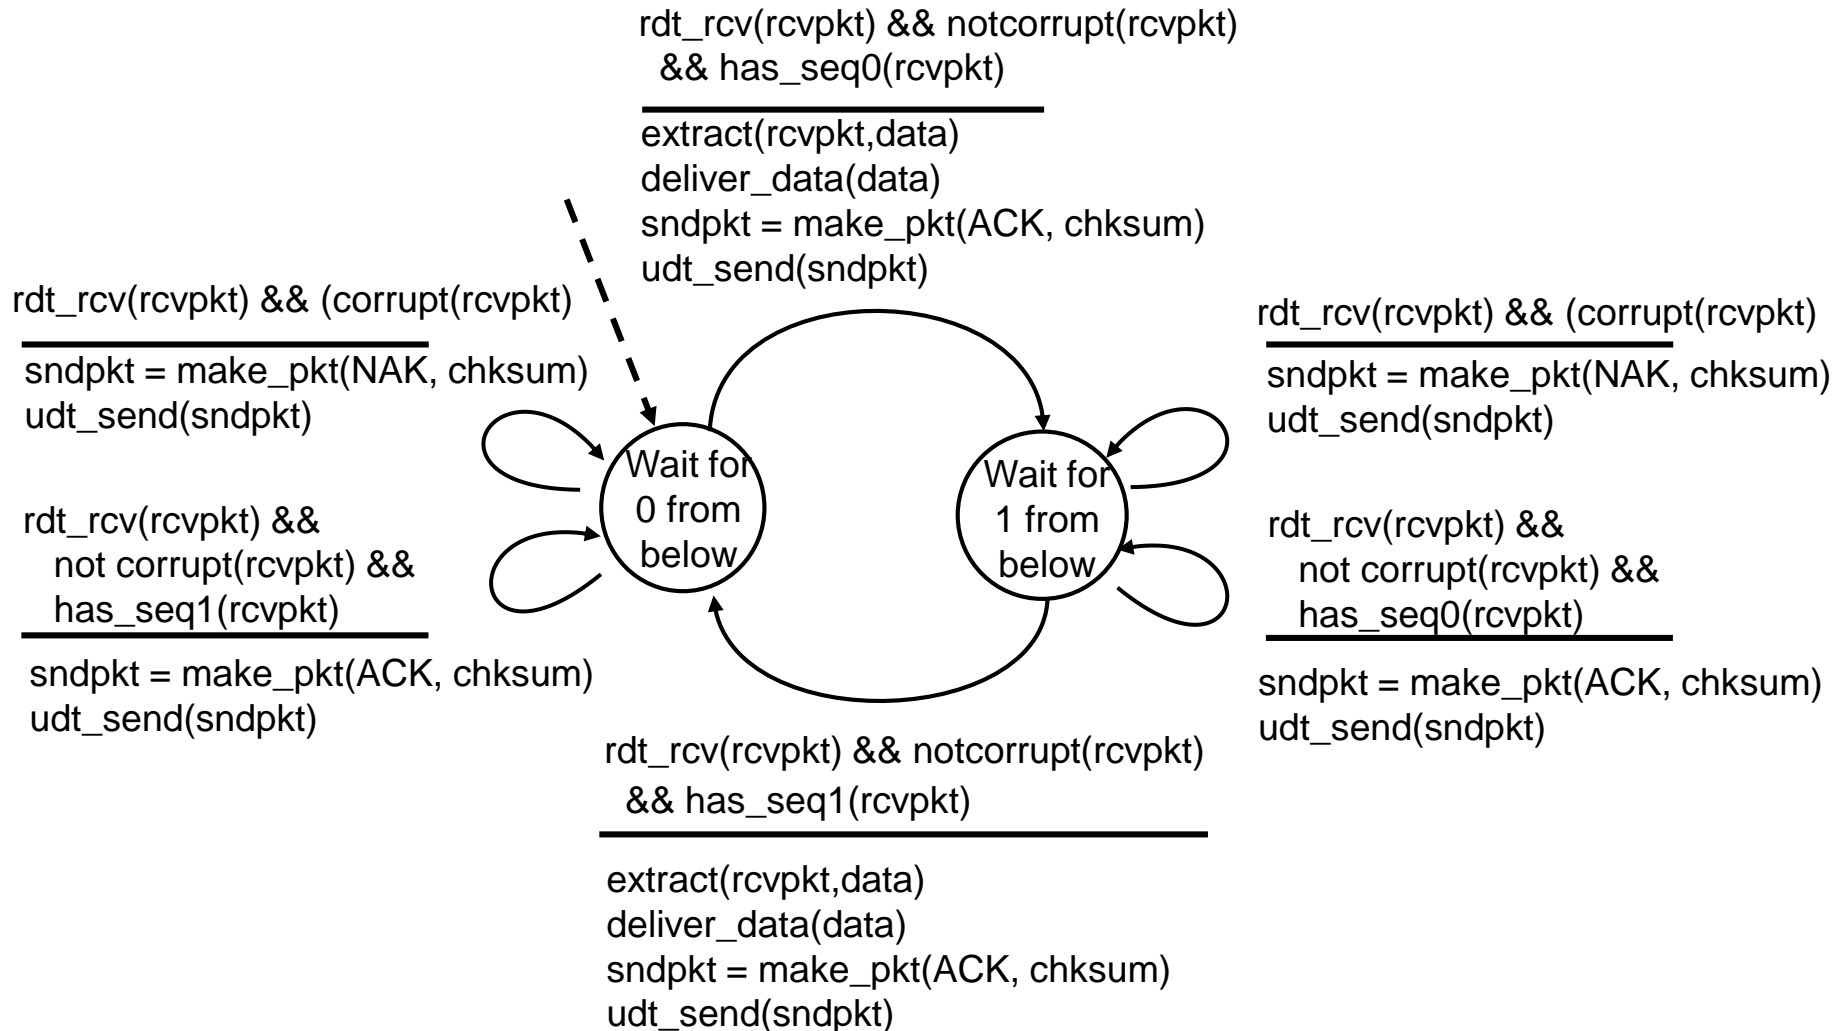 rdt_rcv(rcvpkt) && notcorrupt(rcvpkt)
&& has_seq0(rcvpkt)
extract(rcvpkt,data)
deliver_data(data)
sndpkt = make_pkt(ACK, chksum)
udt_send(sndpkt)
rdt_rcv(rcvpkt) && (corrupt(rcvpkt)
sndpkt = make_pkt(NAK, chksum)
udt_send(sndpkt)
rdt_rcv(rcvpkt) &&
not corrupt(rcvpkt) &&
has_seq1(rcvpkt)
sndpkt = make_pkt(ACK, chksum)
udt_send(sndpkt)
Wait for
0 from
below
Wait for
1 from
below
rdt_rcv(rcvpkt) && (corrupt(rcvpkt)
sndpkt = make_pkt(NAK, chksum)
udt_send(sndpkt)
rdt_rcv(rcvpkt) &&
not corrupt(rcvpkt) &&
has_seq0(rcvpkt)
sndpkt = make_pkt(ACK, chksum)
udt_send(sndpkt)
rdt_rcv(rcvpkt) && notcorrupt(rcvpkt)
&& has_seq1(rcvpkt)
extract(rcvpkt,data)
deliver_data(data)
sndpkt = make_pkt(ACK, chksum)
udt_send(sndpkt)